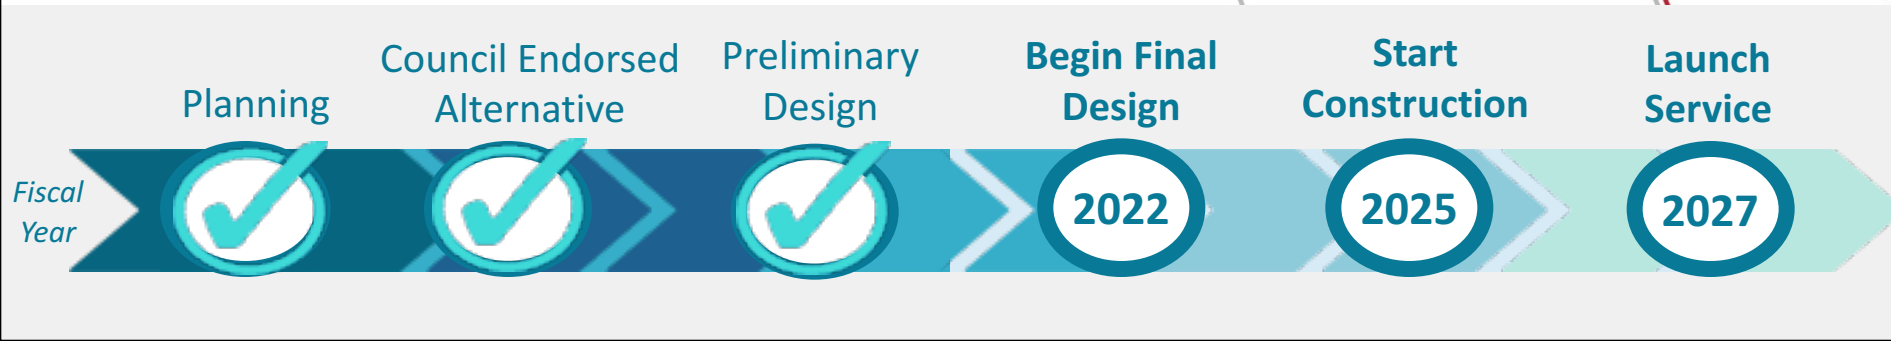 Planning
Council Endorsed
Alternative
Preliminary
Design
Begin Final
Design
Start
Construction
Launch
Service
Fiscal
Year
2022
2025
2027